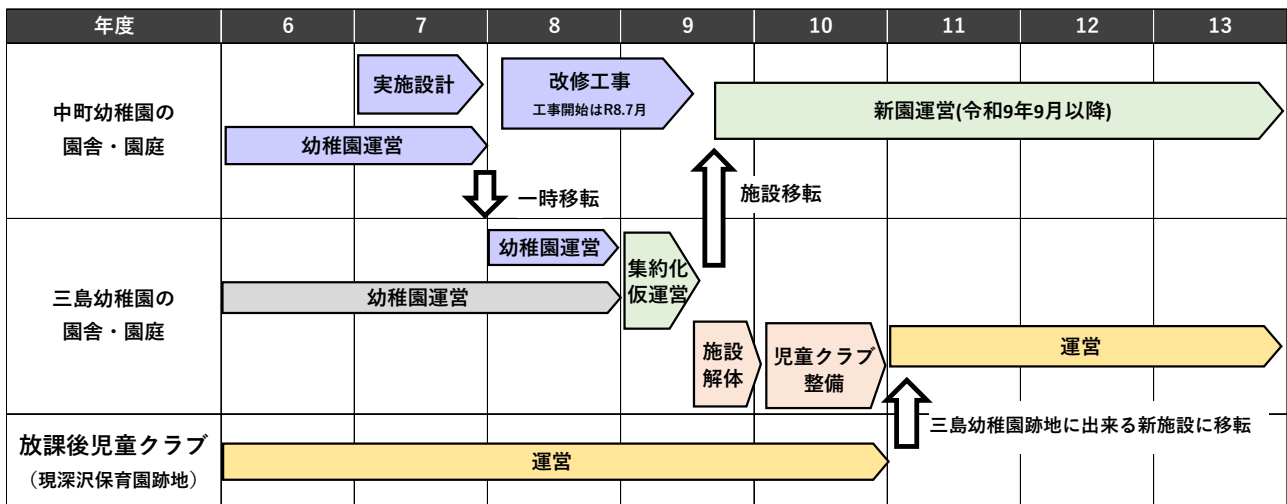 年度 6 7 8 9 10 11 12 13
中町幼稚園の
園舎・園庭
実施設計
改修工事
工事開始はR8.7月
新園運営(令和9年9月以降)
幼稚園運営
一時移転
施設移転
三島幼稚園の
園舎・園庭
幼稚園運営
集約化
仮運営
幼稚園運営
施設
解体
児童クラブ
整備
運営
三島幼稚園跡地に出来る新施設に移転
放課後児童クラブ
（現深沢保育園跡地）
運営